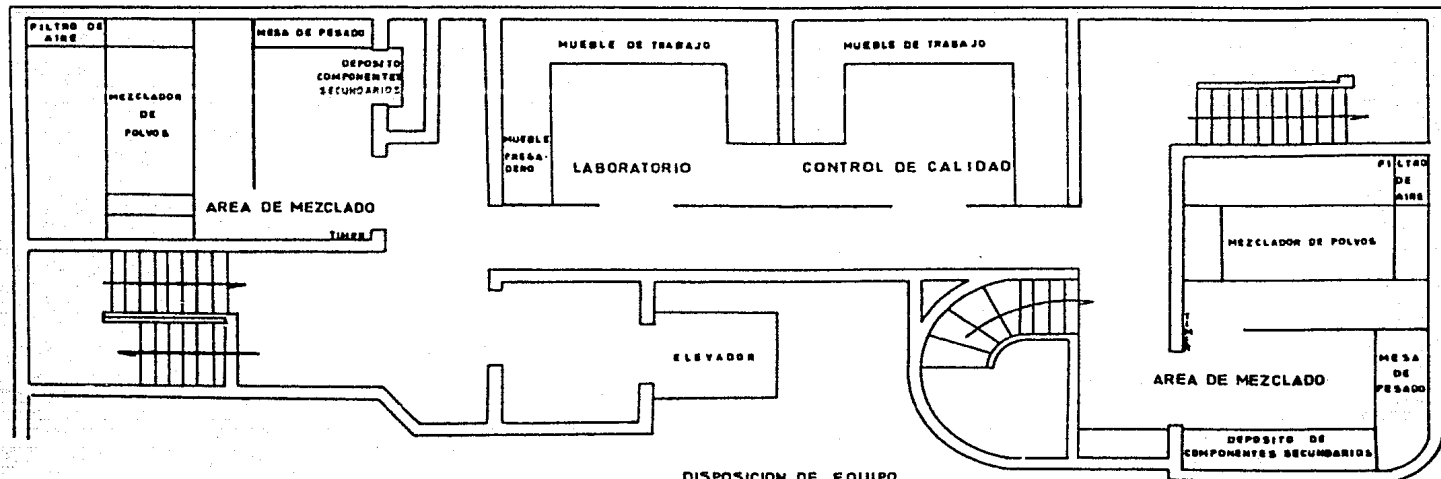 FILTRO DE
AIRE
MESA DE PESADO
DEPOSITO
COMPONENTES
SECUNDARIOS
MEZCLADOR
DE
POLVOS
AREA DE MEZCLADO
TIMER
MUEBLE DE TRABAJO
MUEBLE
FREGA-
DERO
LABORATORIO
MUEBLE DE TRABAJO
CONTROL DE CALIDAD
ELEVADOR
FILTRO
DE
AIRE
MEZCLADOR DE POLVOS
TIMER
AREA DE MEZCLADO
MESA
DE
PESADO
DEPOSITO DE
COMPONENTES SECUNDARIOS
DISPOSICION DE EQUIPO